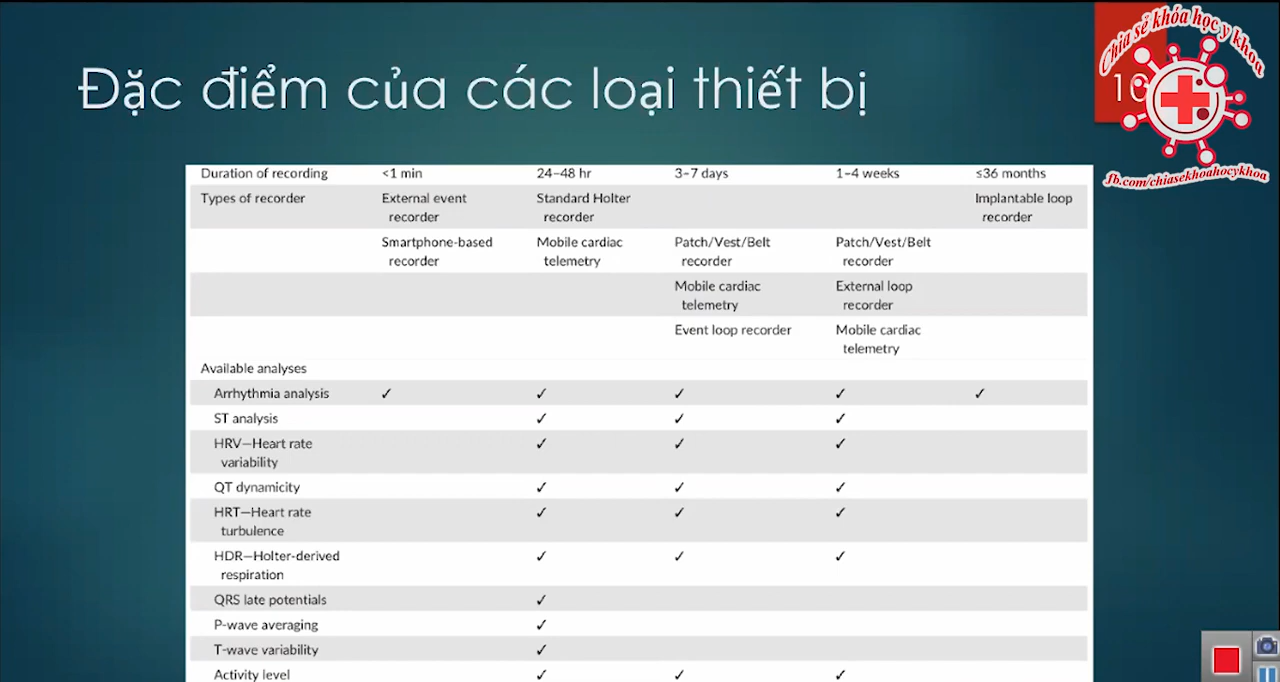 Đặc điểm của các loại thiết bị
Chia sẻ khóa học y khoa
10
fb.com/chiasekhoahocykhoa
Duration of recording <1 min 24–48 hr 3–7 days 1–4 weeks ≤36 months
Types of recorder External event recorder Standard Holter recorder Implantable loop recorder
Smartphone-based recorder Mobile cardiac telemetry Patch/Vest/Belt recorder Patch/Vest/Belt recorder
Mobile cardiac telemetry External loop recorder
Event loop recorder Mobile cardiac telemetry
Available analyses
Arrhythmia analysis ✓ ✓ ✓ ✓ ✓
ST analysis ✓ ✓ ✓
HRV—Heart rate variability ✓ ✓ ✓
QT dynamicity ✓ ✓ ✓
HRT—Heart rate turbulence ✓ ✓ ✓
HDR—Holter-derived respiration ✓ ✓ ✓
QRS late potentials ✓
P-wave averaging ✓
T-wave variability ✓
Activity level ✓ ✓ ✓